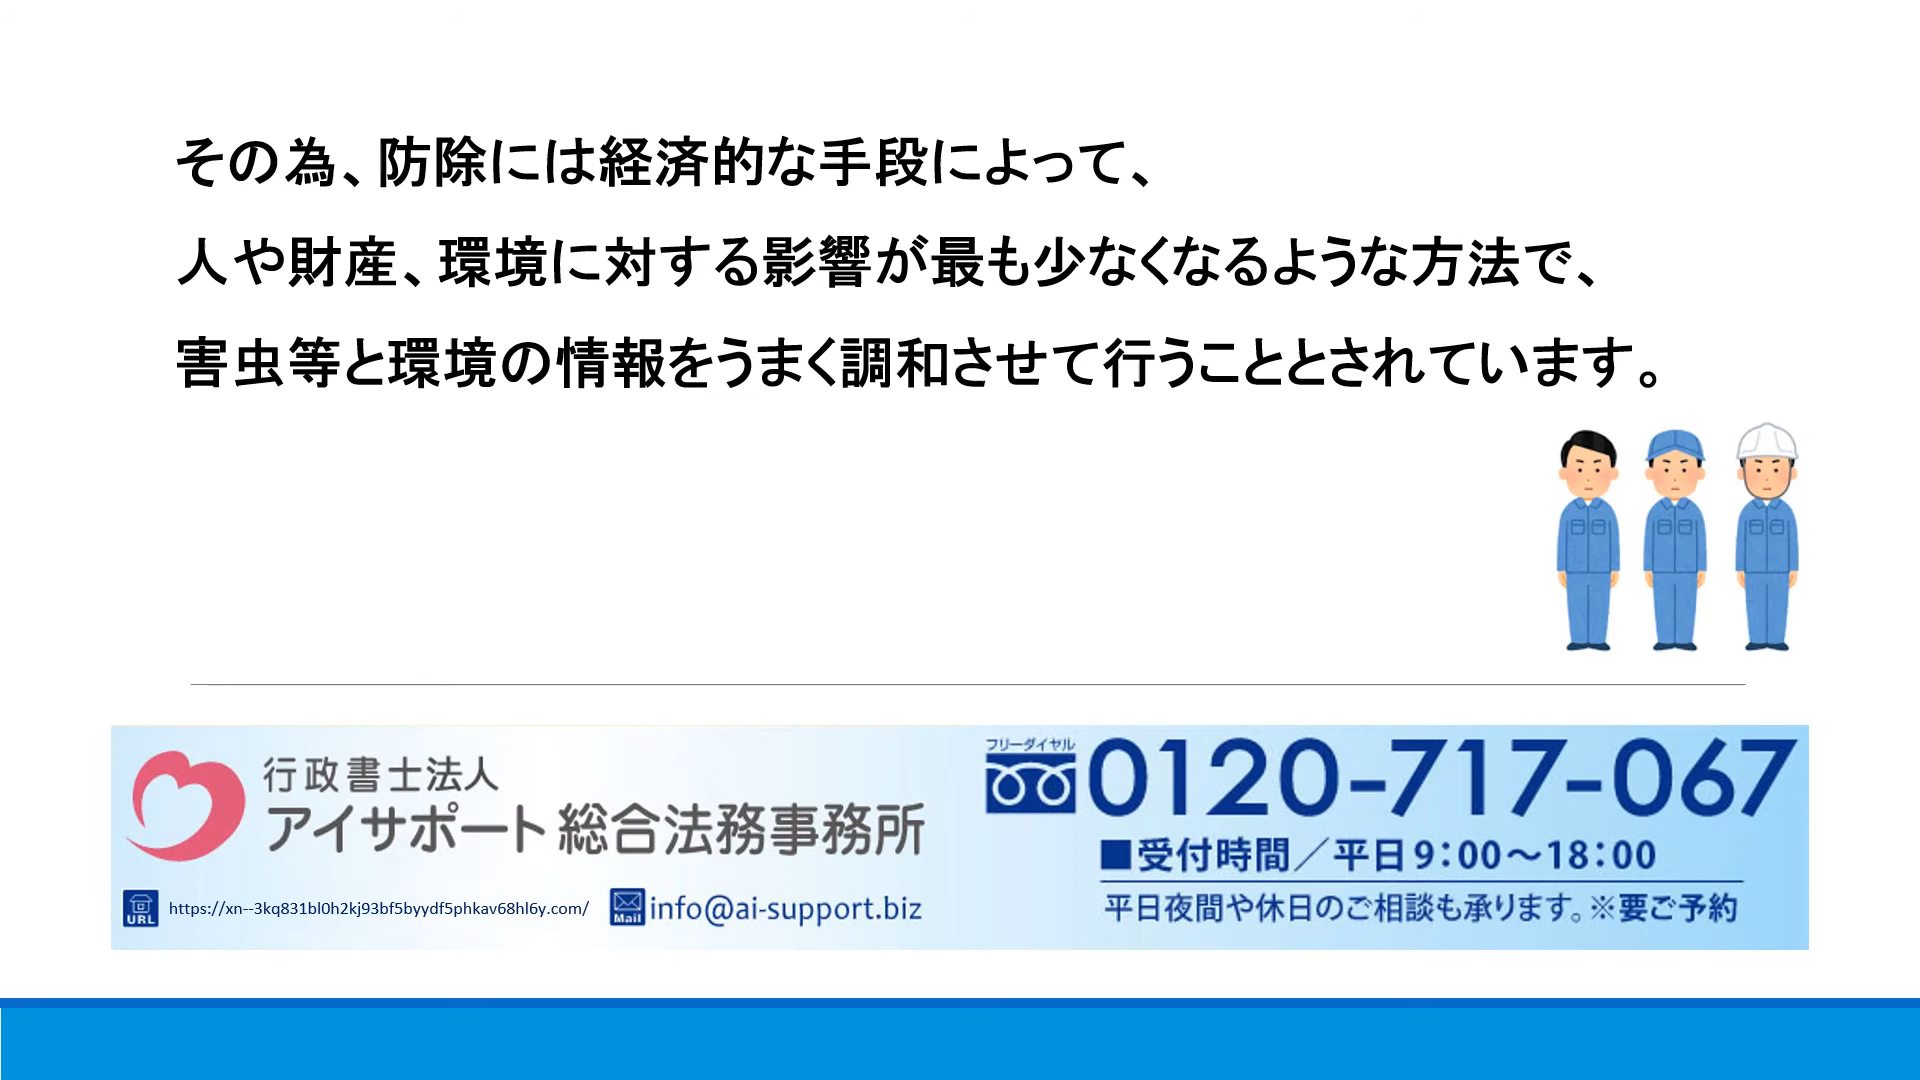 その為、防除には経済的な手段によって、
人や財産、環境に対する影響が最も少なくなるような方法で、
害虫等と環境の情報をうまく調和させて行うこととされています。
行政書士法人
アイサポート総合法務事務所
URL https://xn--3kq831bl0h2kj93bf5byydf5phkav68hl6y.com/
Mail info@ai-support.biz
フリーダイヤル
0120-717-067
■受付時間／平日9：00～18：00
平日夜間や休日のご相談も承ります。※要ご予約